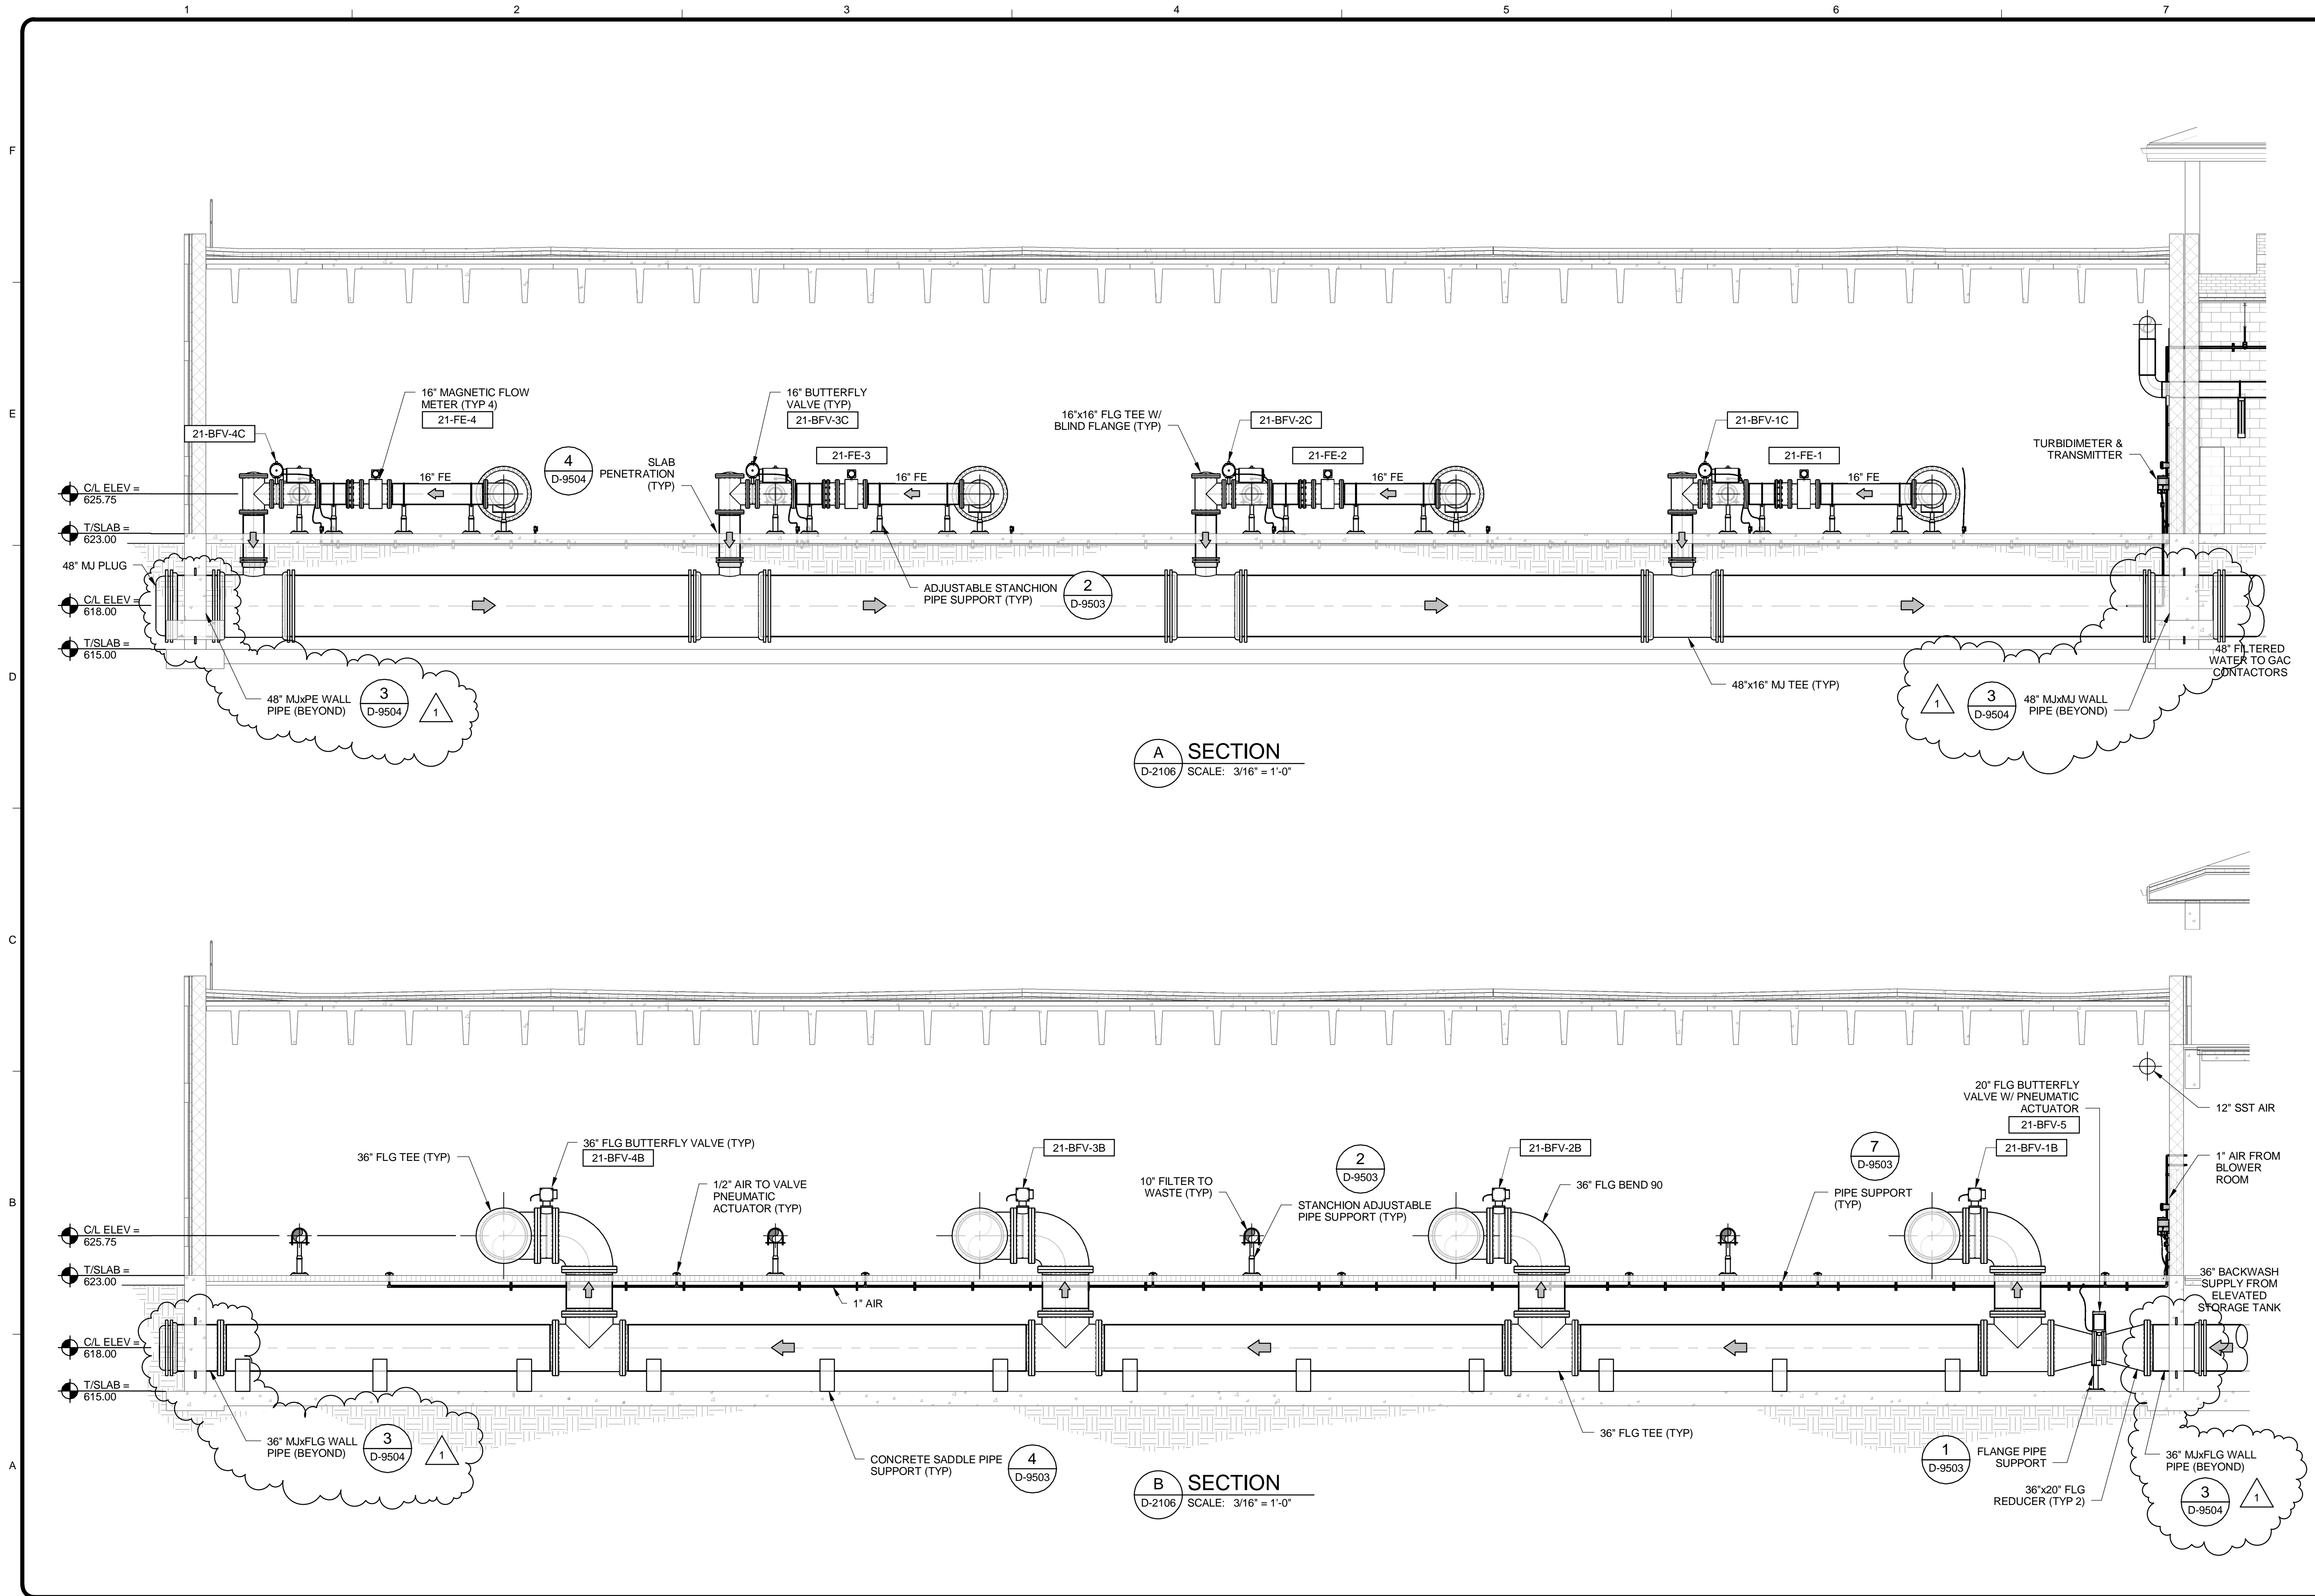 1
2
3
4
5
6
7
F
E
D
C
B
A
16" MAGNETIC FLOW
METER (TYP 4)
21-FE-4
21-BFV-4C
16" FE
4
D-9504
SLAB
PENETRATION
(TYP)
16" BUTTERFLY
VALVE (TYP)
21-BFV-3C
21-FE-3
16" FE
16"x16" FLG TEE W/
BLIND FLANGE (TYP)
21-BFV-2C
21-FE-2
16" FE
21-BFV-1C
21-FE-1
16" FE
TURBIDIMETER &
TRANSMITTER
C/L ELEV =
625.75
T/SLAB =
623.00
48" MJ PLUG
C/L ELEV =
618.00
T/SLAB =
615.00
ADJUSTABLE STANCHION
PIPE SUPPORT (TYP)
2
D-9503
48" MJxPE WALL
PIPE (BEYOND)
3
D-9504
1
48"x16" MJ TEE (TYP)
1
3
D-9504
48" MJxMJ WALL
PIPE (BEYOND)
48" FILTERED
WATER TO GAC
CONTACTORS
A
D-2106
SECTION
SCALE: 3/16" = 1'-0"
36" FLG TEE (TYP)
36" FLG BUTTERFLY VALVE (TYP)
21-BFV-4B
1/2" AIR TO VALVE
PNEUMATIC
ACTUATOR (TYP)
21-BFV-3B
10" FILTER TO
WASTE (TYP)
2
D-9503
STANCHION ADJUSTABLE
PIPE SUPPORT (TYP)
21-BFV-2B
36" FLG BEND 90
7
D-9503
PIPE SUPPORT
(TYP)
20" FLG BUTTERFLY
VALVE W/ PNEUMATIC
ACTUATOR
21-BFV-5
21-BFV-1B
12" SST AIR
1" AIR FROM
BLOWER
ROOM
C/L ELEV =
625.75
T/SLAB =
623.00
C/L ELEV =
618.00
T/SLAB =
615.00
1" AIR
36" BACKWASH
SUPPLY FROM
ELEVATED
STORAGE TANK
36" MJxFLG WALL
PIPE (BEYOND)
3
D-9504
1
CONCRETE SADDLE PIPE
SUPPORT (TYP)
4
D-9503
36" FLG TEE (TYP)
1
D-9503
FLANGE PIPE
SUPPORT
36"x20" FLG
REDUCER (TYP 2)
36" MJxFLG WALL
PIPE (BEYOND)
3
D-9504
1
B
D-2106
SECTION
SCALE: 3/16" = 1'-0"